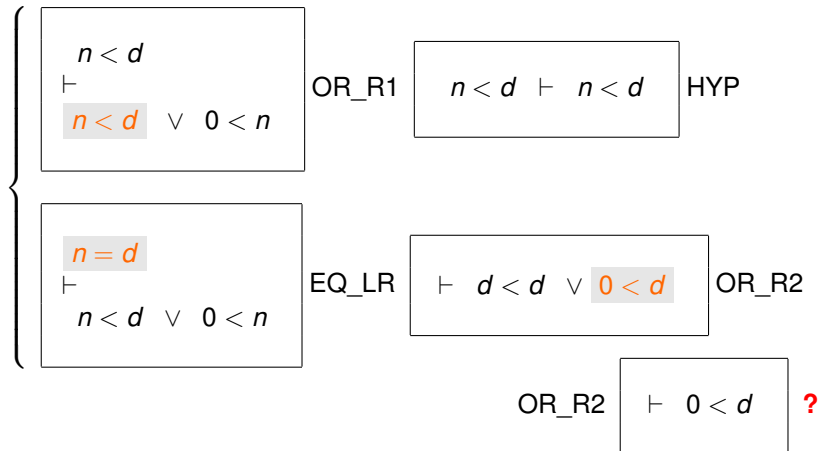 n < d
⊢
n < d ∨ 0 < n
OR_R1
n < d ⊢ n < d
HYP
n = d
⊢
n < d ∨ 0 < n
EQ_LR
⊢ d < d ∨ 0 < d
OR_R2
OR_R2
⊢ 0 < d
?